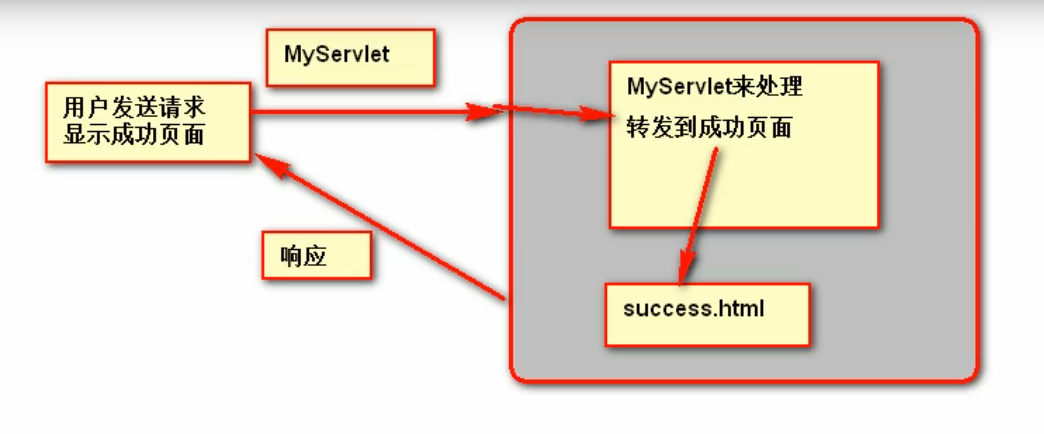 MyServlet
用户发送请求
显示成功页面
MyServlet来处理
转发到成功页面
响应
success.html